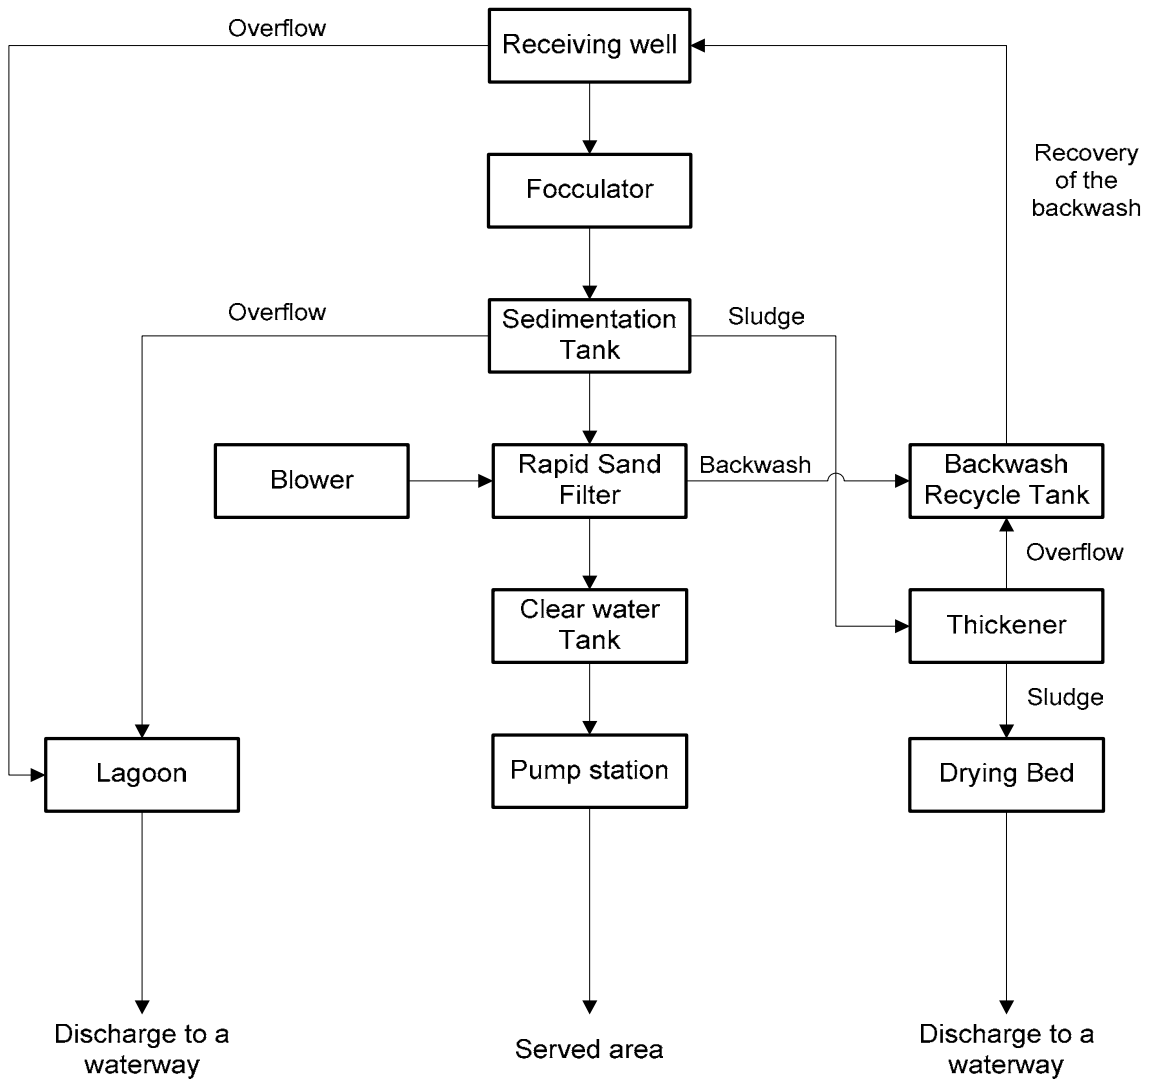 Overflow
Receiving well
Recovery
of the
backwash
Focculator
Overflow
Sedimentation
Tank
Sludge
Blower
Rapid Sand
Filter
Backwash
Backwash
Recycle Tank
Overflow
Clear water
Tank
Thickener
Sludge
Lagoon
Pump station
Drying Bed
Discharge to a
waterway
Served area
Discharge to a
waterway